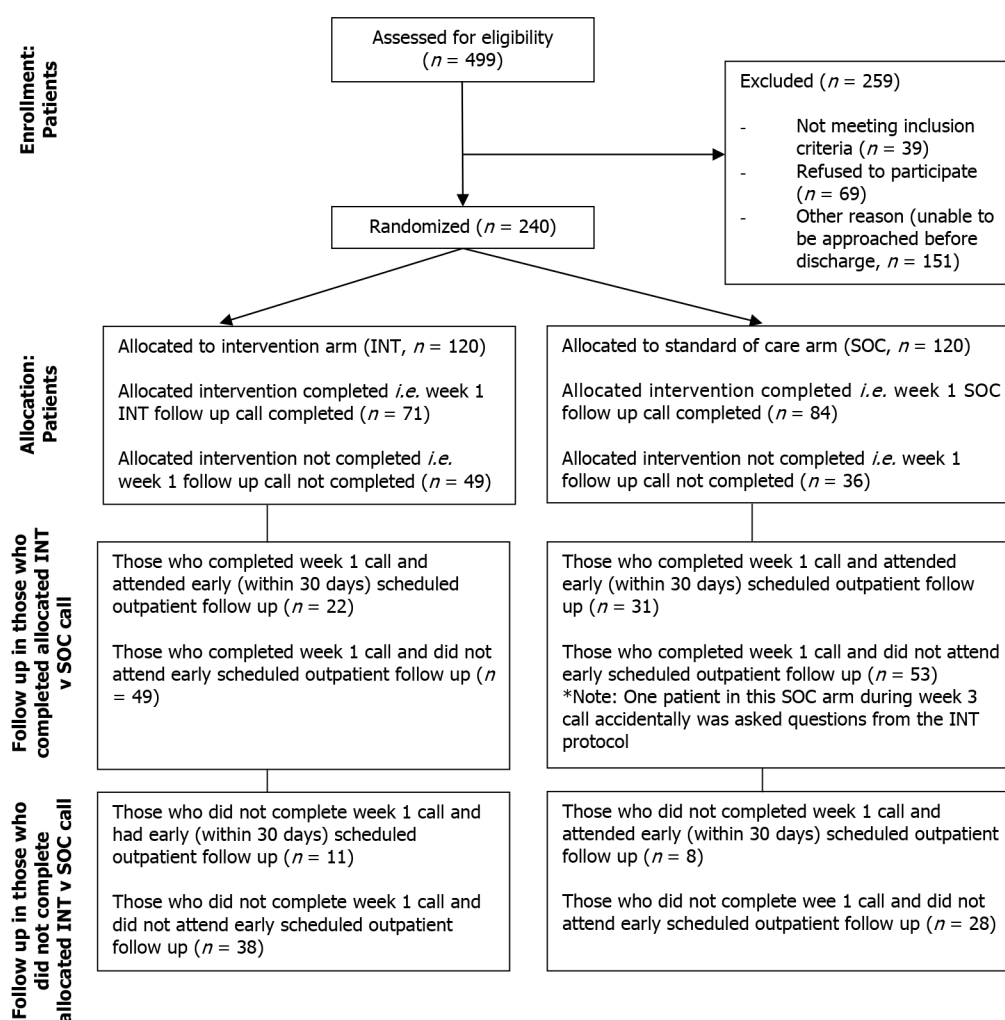 Enrollment:
Patients
Assessed for eligibility
(n = 499)
Excluded (n = 259)
- Not meeting inclusion
criteria (n = 39)
- Refused to participate
(n = 69)
- Other reason (unable to
be approached before
discharge, n = 151)
Randomized (n = 240)
Allocation:
Patients
Allocated to intervention arm (INT, n = 120)
Allocated intervention completed i.e. week 1
INT follow up call completed (n = 71)
Allocated intervention not completed i.e.
week 1 follow up call not completed (n = 49)
Allocated to standard of care arm (SOC, n = 120)
Allocated intervention completed i.e. week 1 SOC
follow up call completed (n = 84)
Allocated intervention not completed i.e. week 1
follow up call not completed (n = 36)
Follow up in those who
completed allocated INT
v SOC call
Those who completed week 1 call and
attended early (within 30 days) scheduled
outpatient follow up (n = 22)
Those who completed week 1 call and did not
attend early scheduled outpatient follow up (n
= 49)
Those who completed week 1 call and attended
early (within 30 days) scheduled outpatient follow
up (n = 31)
Those who completed week 1 call and did not attend
early scheduled outpatient follow up (n = 53)
*Note: One patient in this SOC arm during week 3
call accidentally was asked questions from the INT
protocol
Follow up in those who
did not complete
allocated INT v SOC call
Those who did not complete week 1 call and
had early (within 30 days) scheduled
outpatient follow up (n = 11)
Those who did not complete week 1 call and
did not attend early scheduled outpatient
follow up (n = 38)
Those who did not completed week 1 call and
attended early (within 30 days) scheduled outpatient
follow up (n = 8)
Those who did not complete wee 1 call and did not
attend early scheduled outpatient follow up (n = 28)